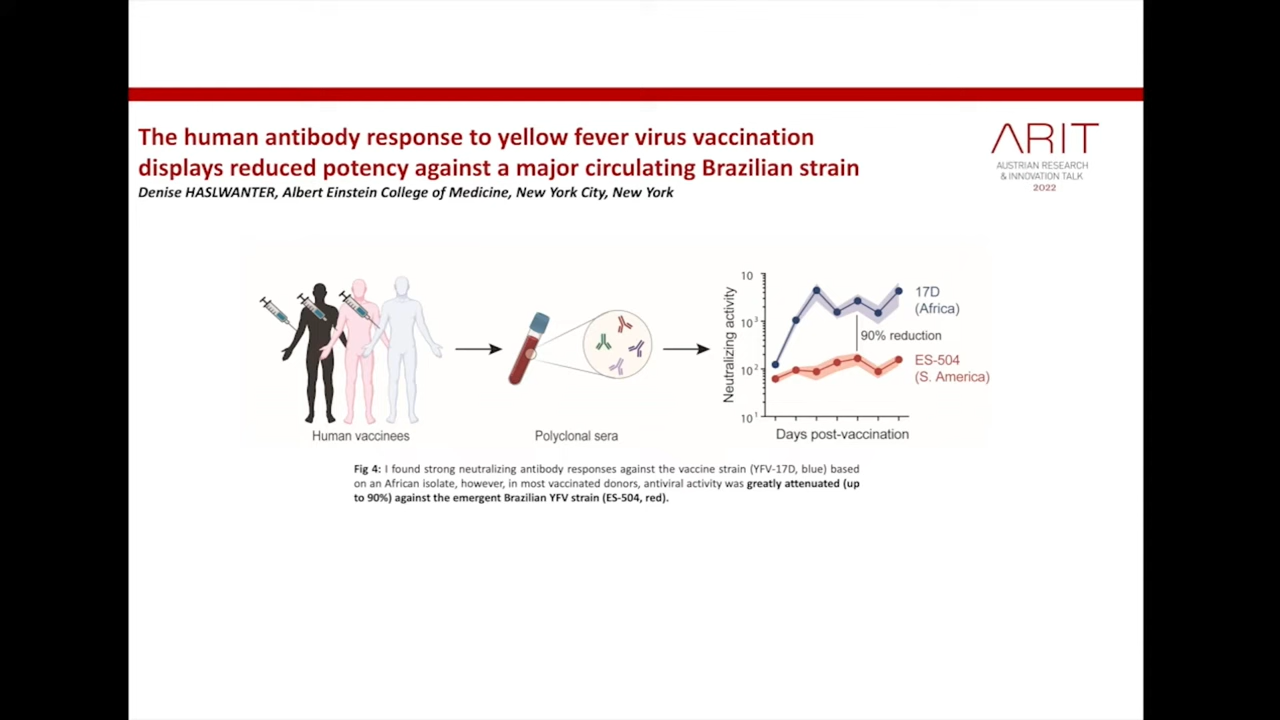 The human antibody response to yellow fever virus vaccination
displays reduced potency against a major circulating Brazilian strain
Denise HASLWANTER, Albert Einstein College of Medicine, New York City, New York
ARIT
AUSTRIAN RESEARCH
& INNOVATION TALK
2022
Human vaccinees
Polyclonal sera
Neutralizing activity
10
10³
10²
10¹
17D
(Africa)
90% reduction
ES-504
(S. America)
Days post-vaccination
Fig 4: I found strong neutralizing antibody responses against the vaccine strain (YFV-17D, blue) based
on an African isolate, however, in most vaccinated donors, antiviral activity was greatly attenuated (up
to 90%) against the emergent Brazilian YFV strain (ES-504, red).